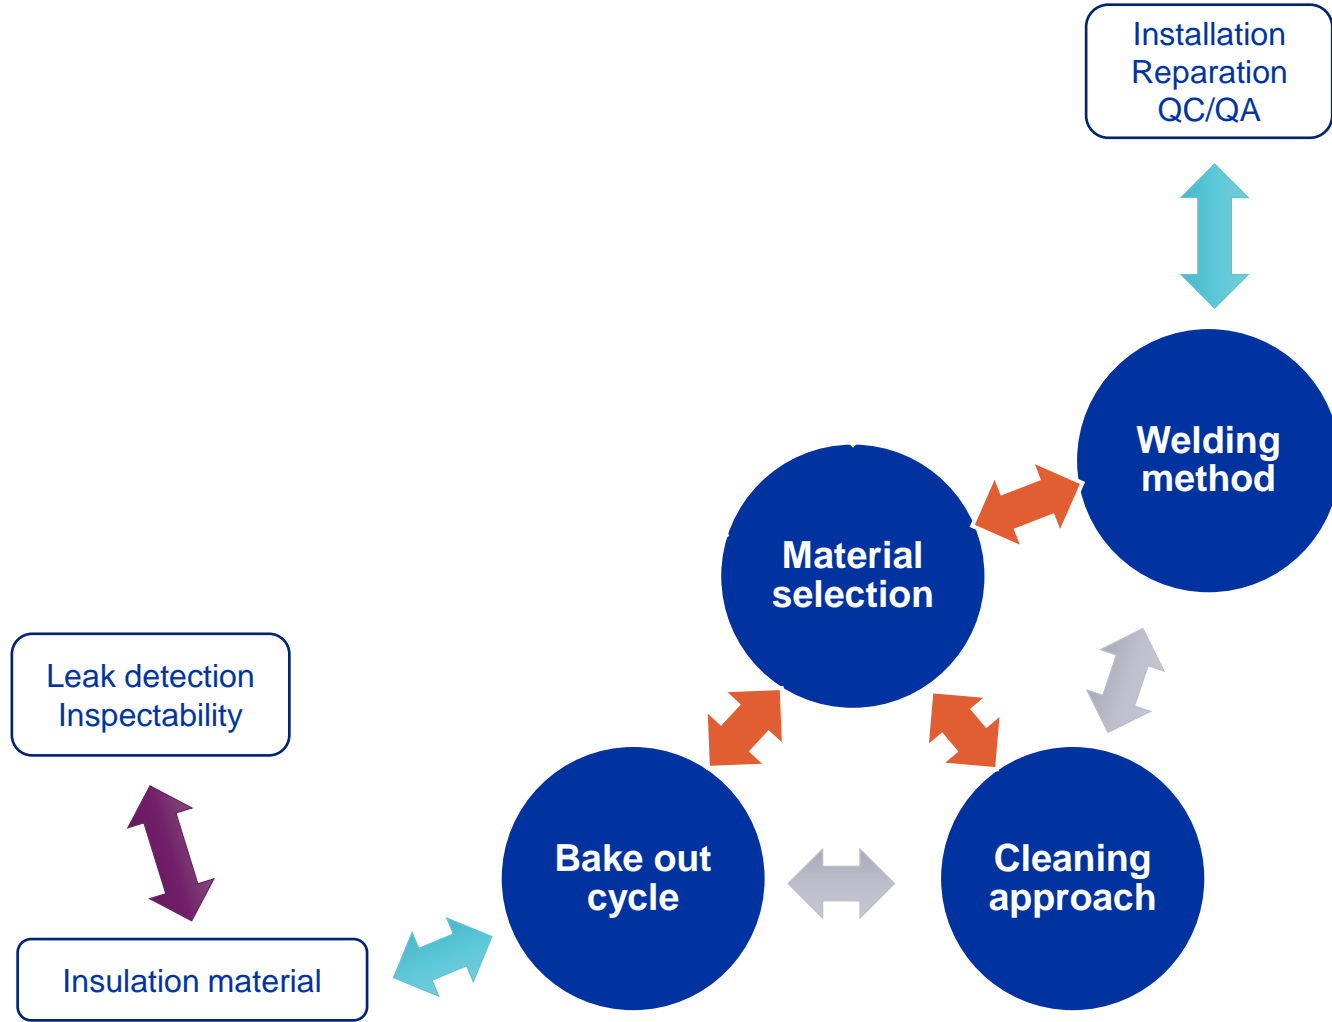 Installation
Reparation
QC/QA
Welding
method
Material
selection
Leak detection
Inspectability
Bake out
cycle
Cleaning
approach
Insulation material